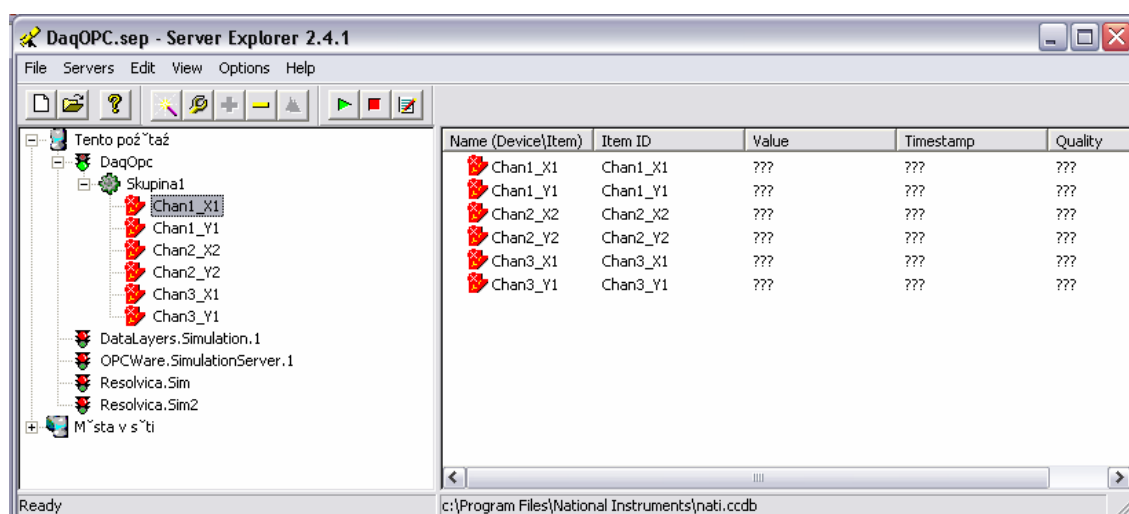 DaqOPC.sep - Server Explorer 2.4.1
File Servers Edit View Options Help
Tento poź˘taź
DaqOpc
Skupina1
Chan1_X1
Chan1_Y1
Chan2_X2
Chan2_Y2
Chan3_X1
Chan3_Y1
DataLayers.Simulation.1
OPCWare.SimulationServer.1
Resolvica.Sim
Resolvica.Sim2
M˘sta v s˘ti
Name (Device\Item) Item ID Value Timestamp Quality
Chan1_X1 Chan1_X1 ??? ??? ???
Chan1_Y1 Chan1_Y1 ??? ??? ???
Chan2_X2 Chan2_X2 ??? ??? ???
Chan2_Y2 Chan2_Y2 ??? ??? ???
Chan3_X1 Chan3_X1 ??? ??? ???
Chan3_Y1 Chan3_Y1 ??? ??? ???
Ready
c:\Program Files\National Instruments\nati.ccdb